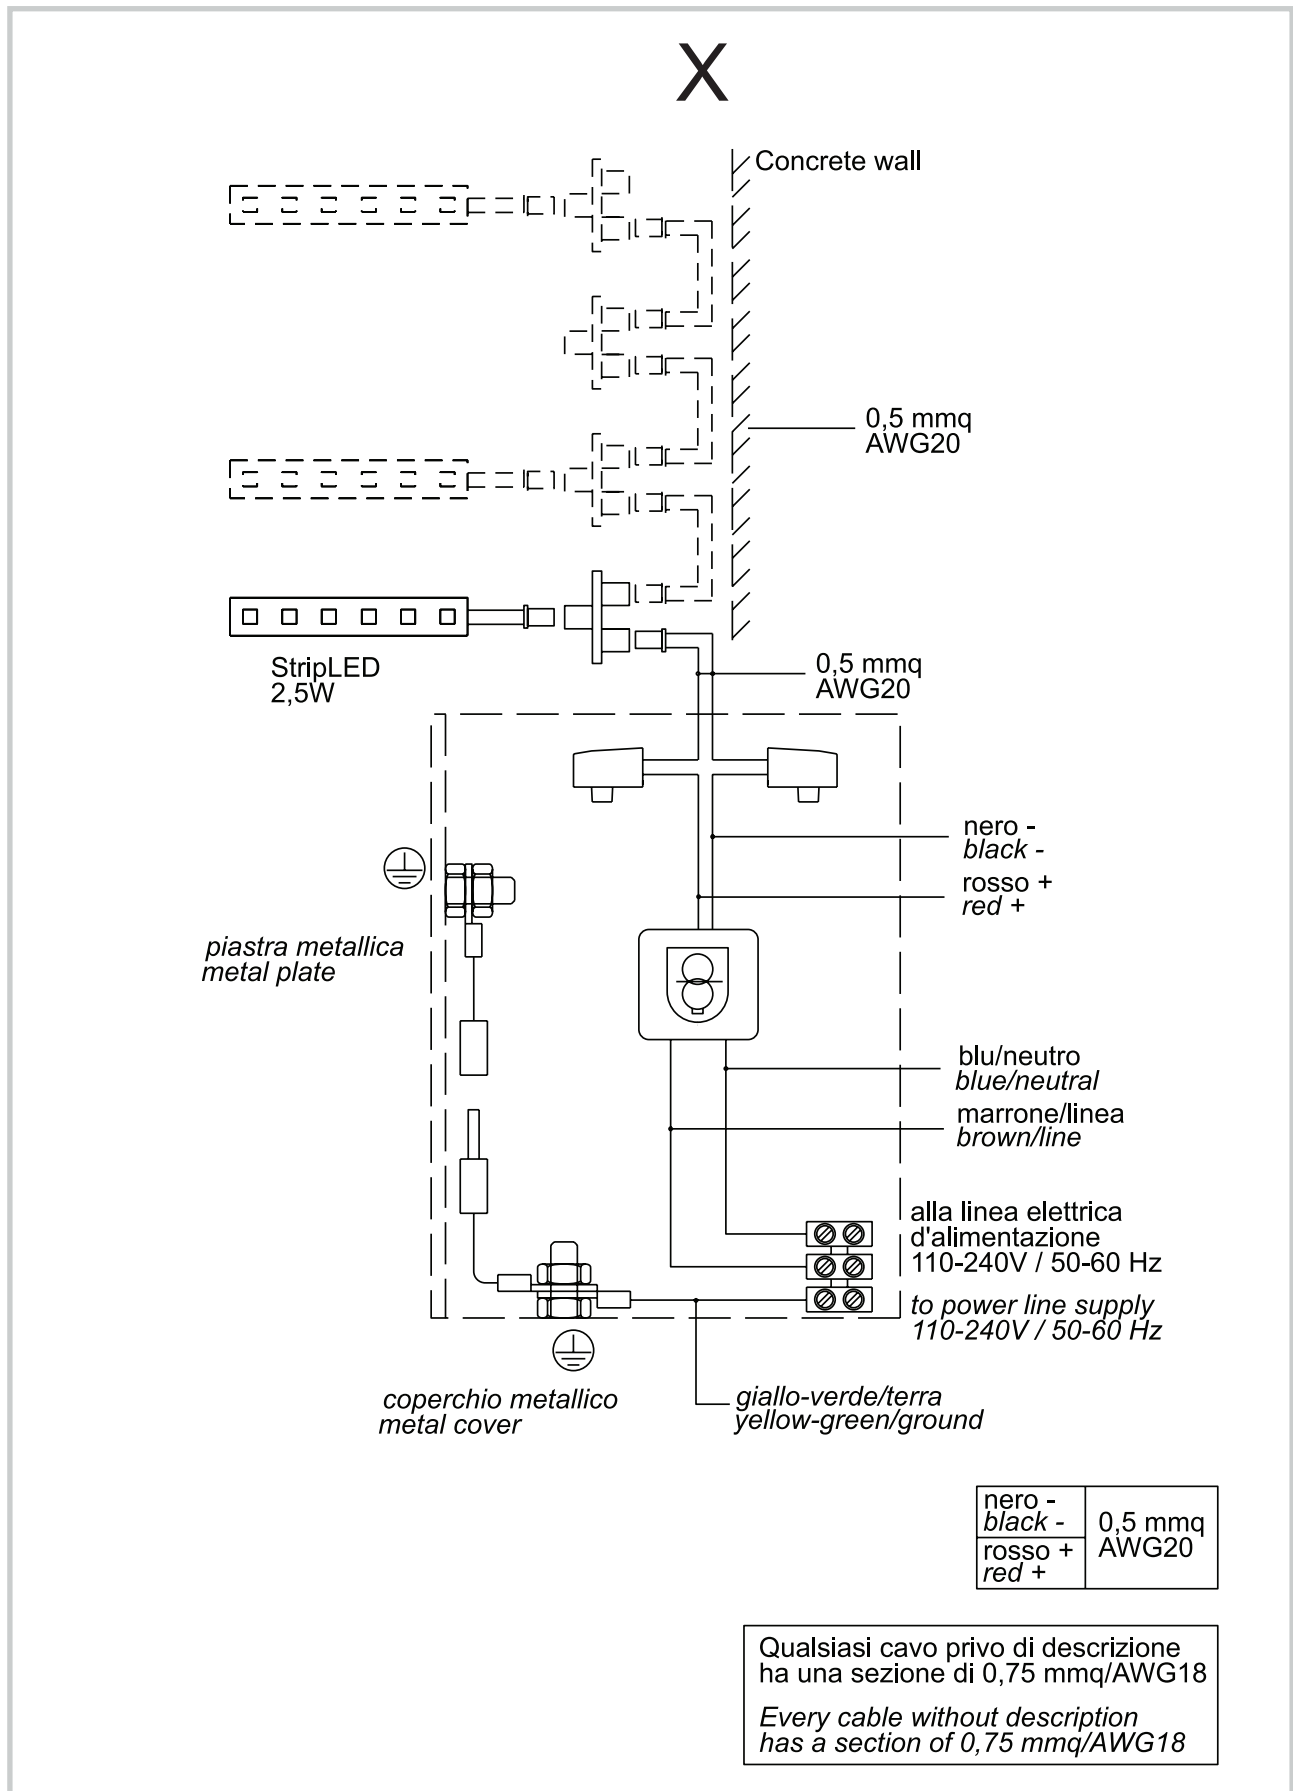 X
Concrete wall
0,5 mmq
AWG20
StripLED
2,5W
0,5 mmq
AWG20
nero -
black -
rosso +
red +
piastra metallica
metal plate
blu/neutro
blue/neutral
marrone/linea
brown/line
alla linea elettrica
d'alimentazione
110-240V / 50-60 Hz
to power line supply
110-240V / 50-60 Hz
coperchio metallico
metal cover
giallo-verde/terra
yellow-green/ground
nero -
black -
rosso +
red +
0,5 mmq
AWG20
Qualsiasi cavo privo di descrizione
ha una sezione di 0,75 mmq/AWG18
Every cable without description
has a section of 0,75 mmq/AWG18